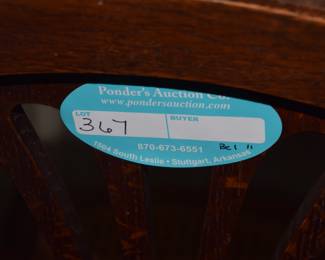 Ponder's Auction Co.
www.pondersauction.com
LOT BUYER
367
870-673-6551
1504 South Leslie • Stuttgart, Arkansas